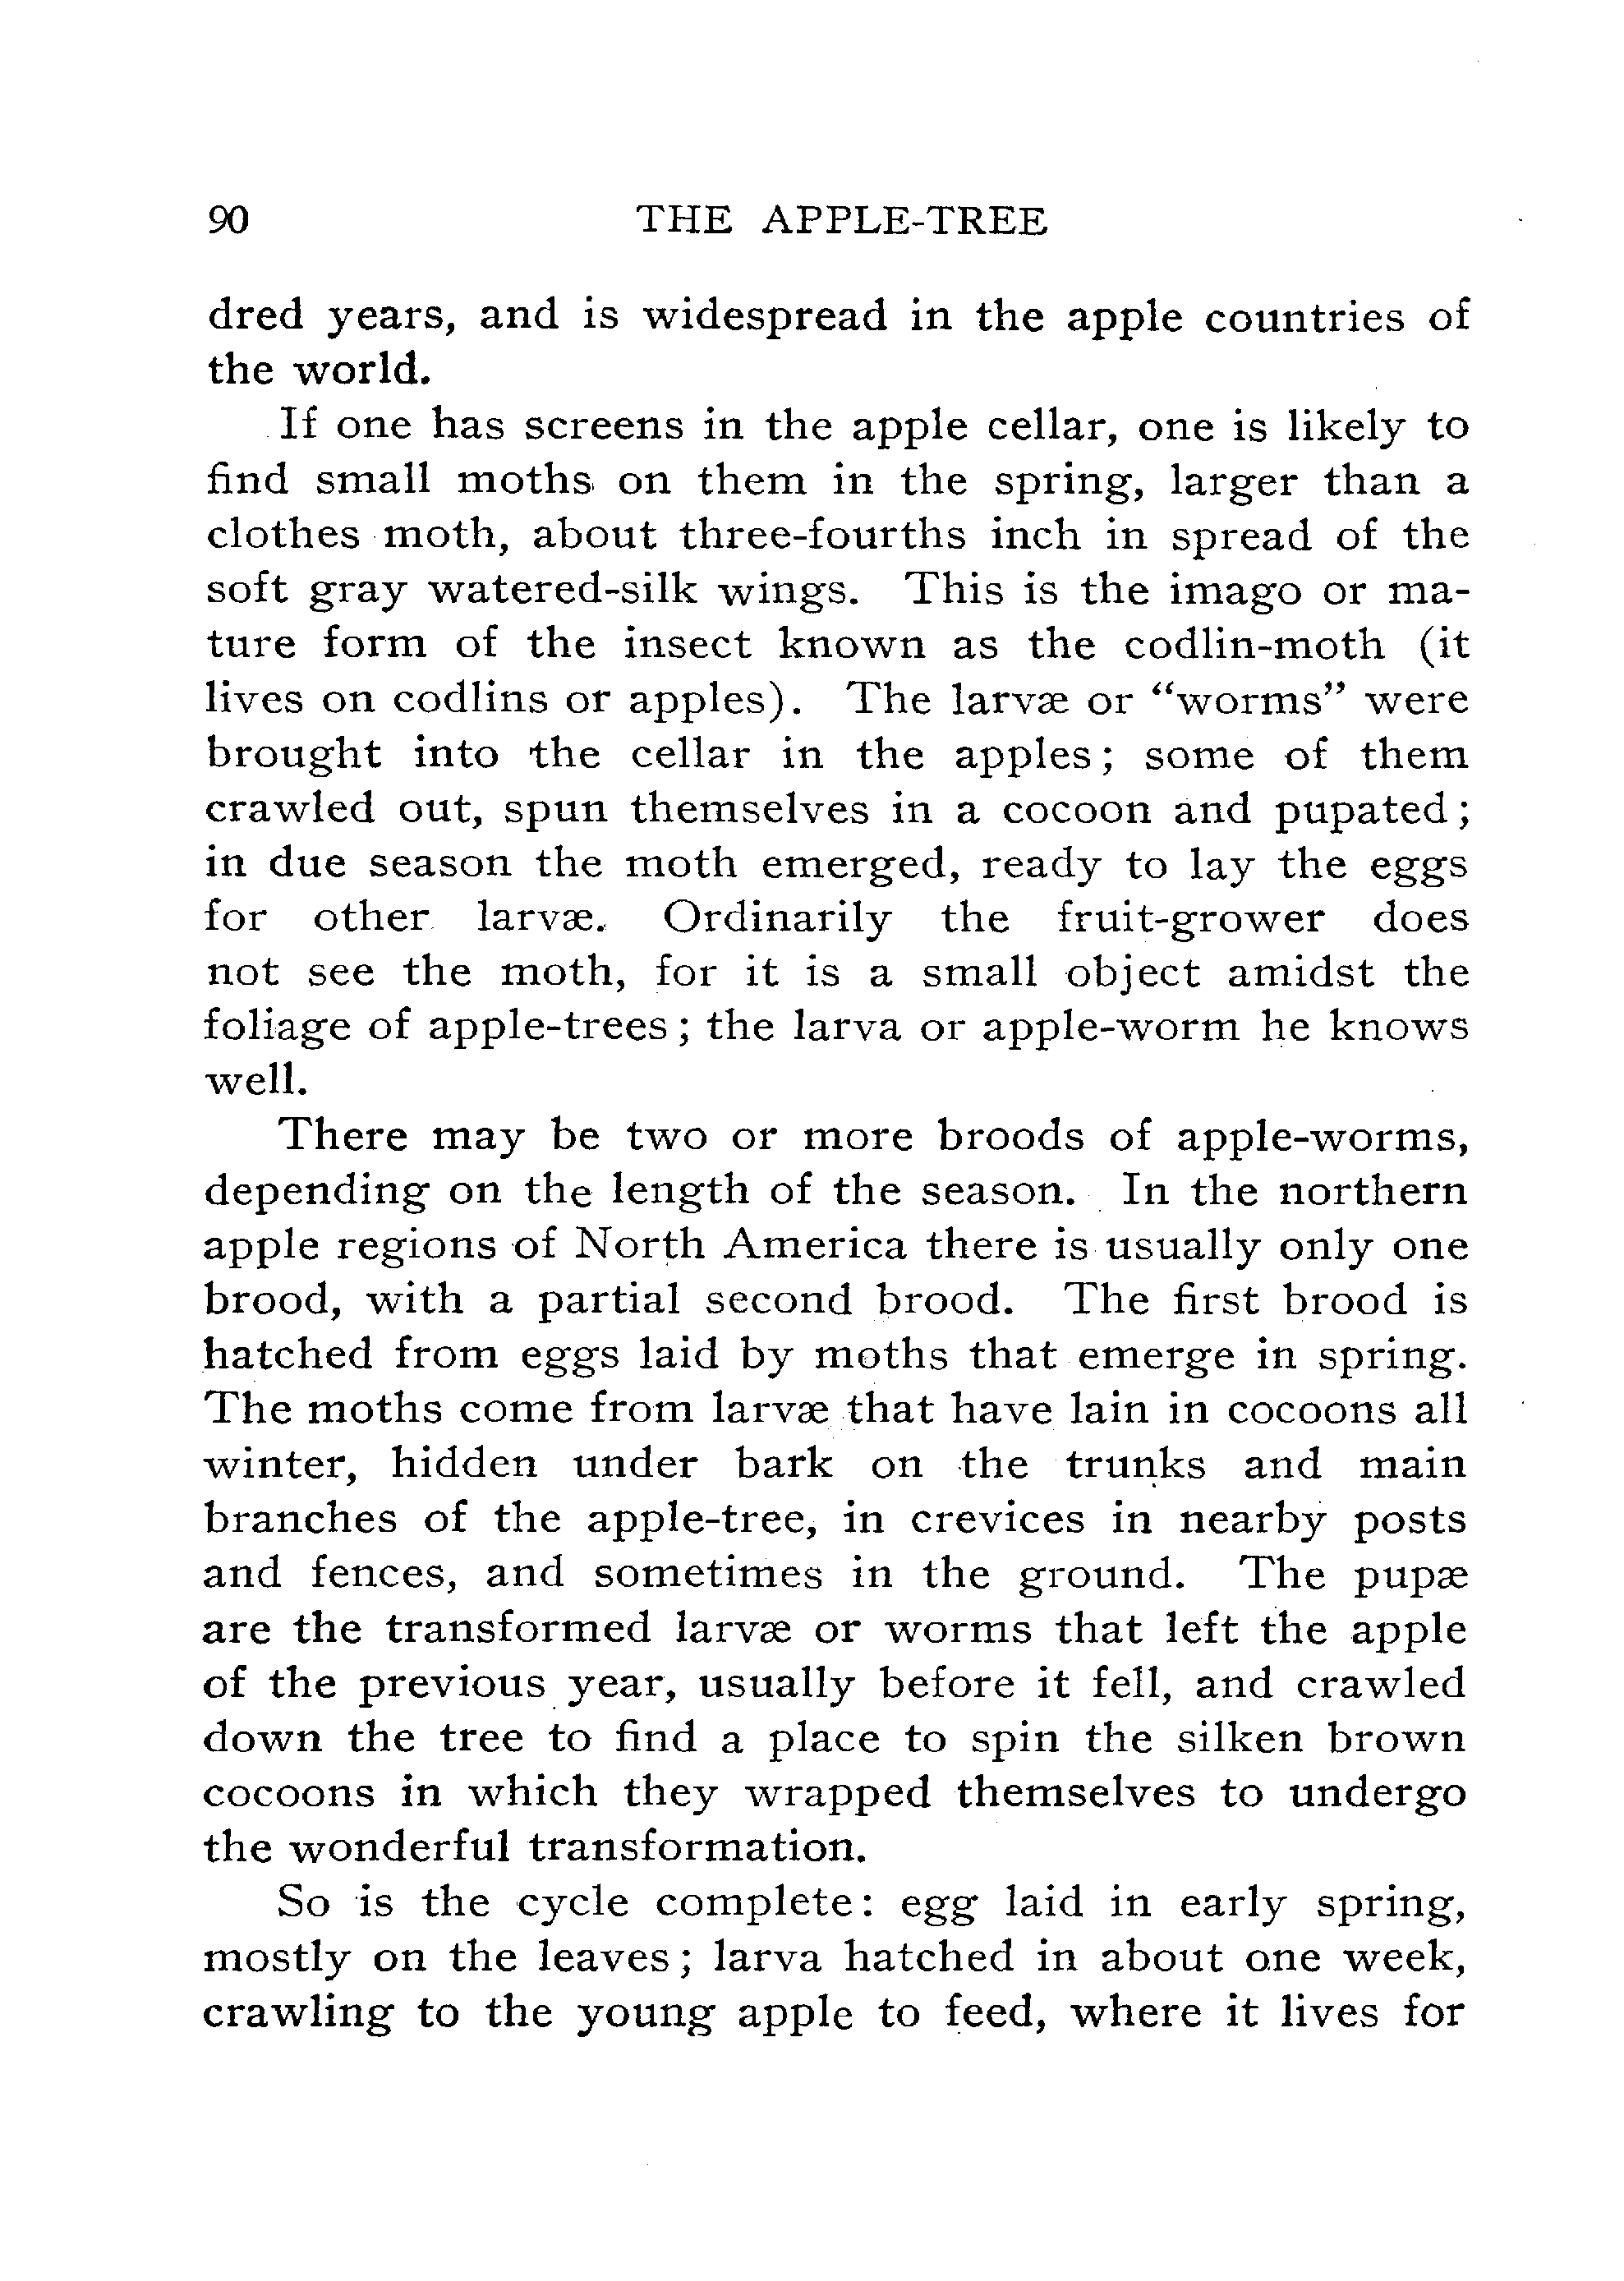 90 THE APPLE-TREE
dred years, and is widespread in the apple countries of
the world.
If one has screens in the apple cellar, one is likely to
find small moths on them in the spring, larger than a
clothes moth, about three-fourths inch in spread of the
soft gray watered-silk wings. This is the imago or ma-
ture form of the insect known as the codlin-moth (it
lives on codlins or apples). The larvæ or “worms” were
brought into the cellar in the apples; some of them
crawled out, spun themselves in a cocoon and pupated;
in due season the moth emerged, ready to lay the eggs
for other larvæ. Ordinarily the fruit-grower does
not see the moth, for it is a small object amidst the
foliage of apple-trees; the larva or apple-worm he knows
well.
There may be two or more broods of apple-worms,
depending on the length of the season. In the northern
apple regions of North America there is usually only one
brood, with a partial second brood. The first brood is
hatched from eggs laid by moths that emerge in spring.
The moths come from larvæ that have lain in cocoons all
winter, hidden under bark on the trunks and main
branches of the apple-tree, in crevices in nearby posts
and fences, and sometimes in the ground. The pupæ
are the transformed larvæ or worms that left the apple
of the previous year, usually before it fell, and crawled
down the tree to find a place to spin the silken brown
cocoons in which they wrapped themselves to undergo
the wonderful transformation.
So is the cycle complete: egg laid in early spring,
mostly on the leaves; larva hatched in about one week,
crawling to the young apple to feed, where it lives for